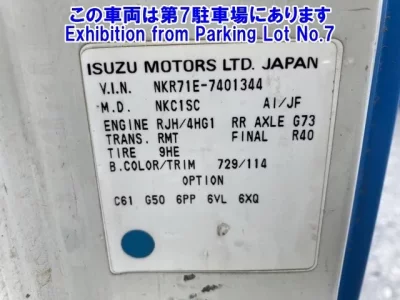 この車両は第7駐車場にあります
Exhibition from Parking Lot No.7
ISUZU MOTORS LTD. JAPAN
V.I.N. NKR71E-7401344
M.D. NKC1SC AI/JF
ENGINE RJH/4HG1 RR AXLE G73
TRANS. RMT FINAL R40
TIRE 9HE
B.COLOR/TRIM 729/114
OPTION
C61 G50 6PP 6VL 6XQ